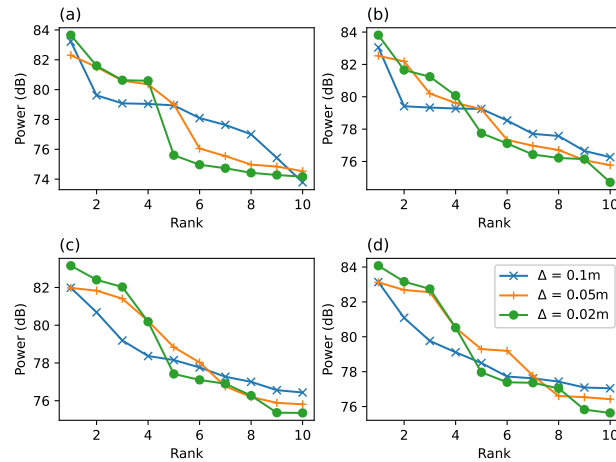 (a)
(b)
84
82
80
78
76
74
Power (dB)
2 4 6 8 10
Rank
84
82
80
78
76
Power (dB)
2 4 6 8 10
Rank
(c)
(d)
82
80
78
76
Power (dB)
2 4 6 8 10
Rank
84
82
80
78
76
Power (dB)
2 4 6 8 10
Rank
Δ = 0.1m
Δ = 0.05m
Δ = 0.02m